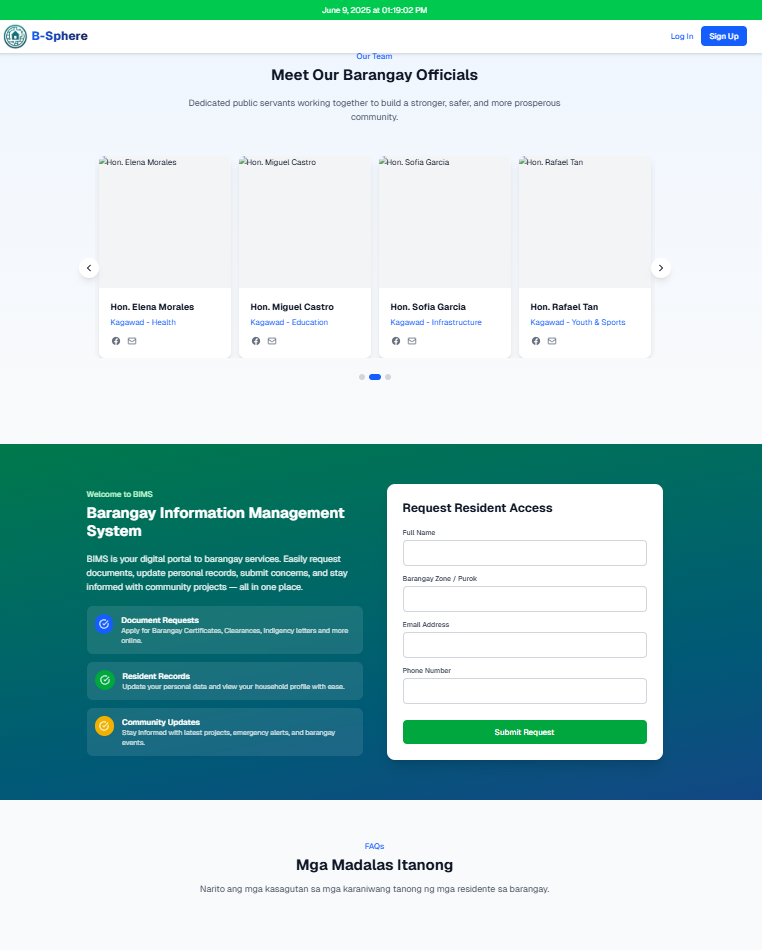 June 9, 2025 at 01:19:02 PM
B-Sphere
Log In
Sign Up
Our Team
Meet Our Barangay Officials
Dedicated public servants working together to build a stronger, safer, and more prosperous
community.
Hon. Elena Morales
Hon. Miguel Castro
Hon. Sofia Garcia
Hon. Rafael Tan
Hon. Elena Morales
Kagawad - Health
Hon. Miguel Castro
Kagawad - Education
Hon. Sofia Garcia
Kagawad - Infrastructure
Hon. Rafael Tan
Kagawad - Youth & Sports
Welcome to BIMS
Barangay Information Management
System
BIMS is your digital portal to barangay services. Easily request
documents, update personal records, submit concerns, and stay
informed with community projects — all in one place.
Document Requests
Apply for Barangay Certificates, Clearances, Indigency letters and more
online.
Resident Records
Update your personal data and view your household profile with ease.
Community Updates
Stay informed with latest projects, emergency alerts, and barangay
events.
Request Resident Access
Full Name
Barangay Zone / Purok
Email Address
Phone Number
Submit Request
FAQs
Mga Madalas Itanong
Narito ang mga kasagutan sa mga karaniwang tanong ng mga residente sa barangay.